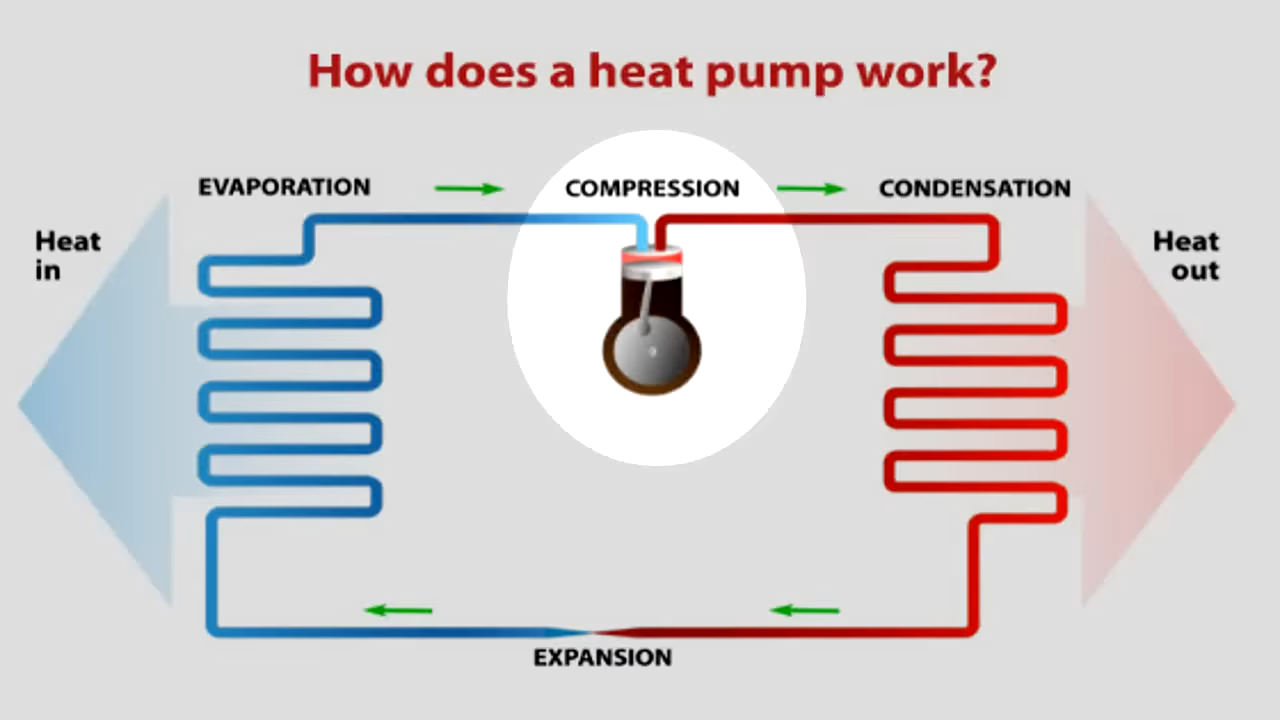 How does a heat pump work?
EVAPORATION
COMPRESSION
CONDENSATION
Heat
in
Heat
out
EXPANSION